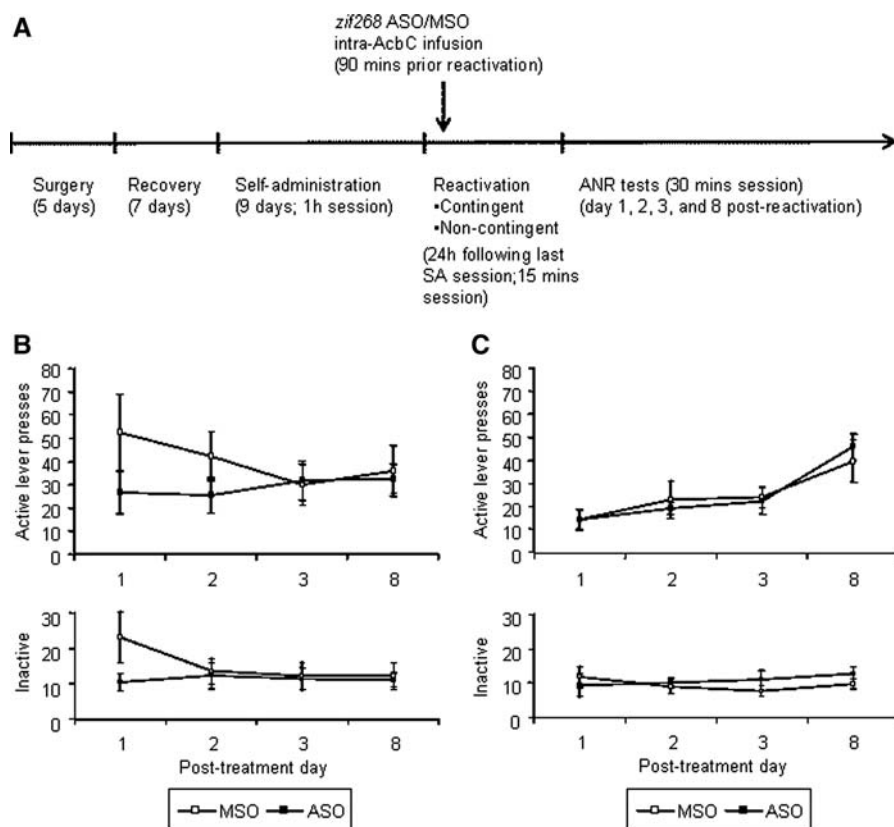 A
zif268 ASO/MSO
intra-AcbC infusion
(90 mins prior reactivation)
Surgery
(5 days)
Recovery
(7 days)
Self-administration
(9 days; 1h session)
Reactivation
•Contingent
•Non-contingent
(24h following last
SA session;15 mins
session)
ANR tests (30 mins session)
(day 1, 2, 3, and 8 post-reactivation)
B
Active lever presses
80
70
60
50
40
30
20
10
0
1 2 3 8
Inactive
30
20
10
0
1 2 3 8
Post-treatment day
MSO ASO
C
Active lever presses
80
70
60
50
40
30
20
10
0
1 2 3 8
Inactive
30
20
10
0
1 2 3 8
Post-treatment day
MSO ASO